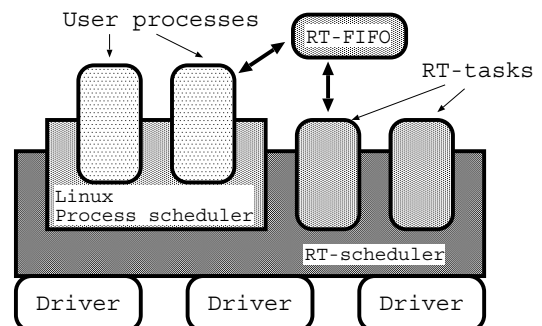 User processes
RT-FIFO
RT-tasks
Linux
Process scheduler
RT-scheduler
Driver
Driver
Driver